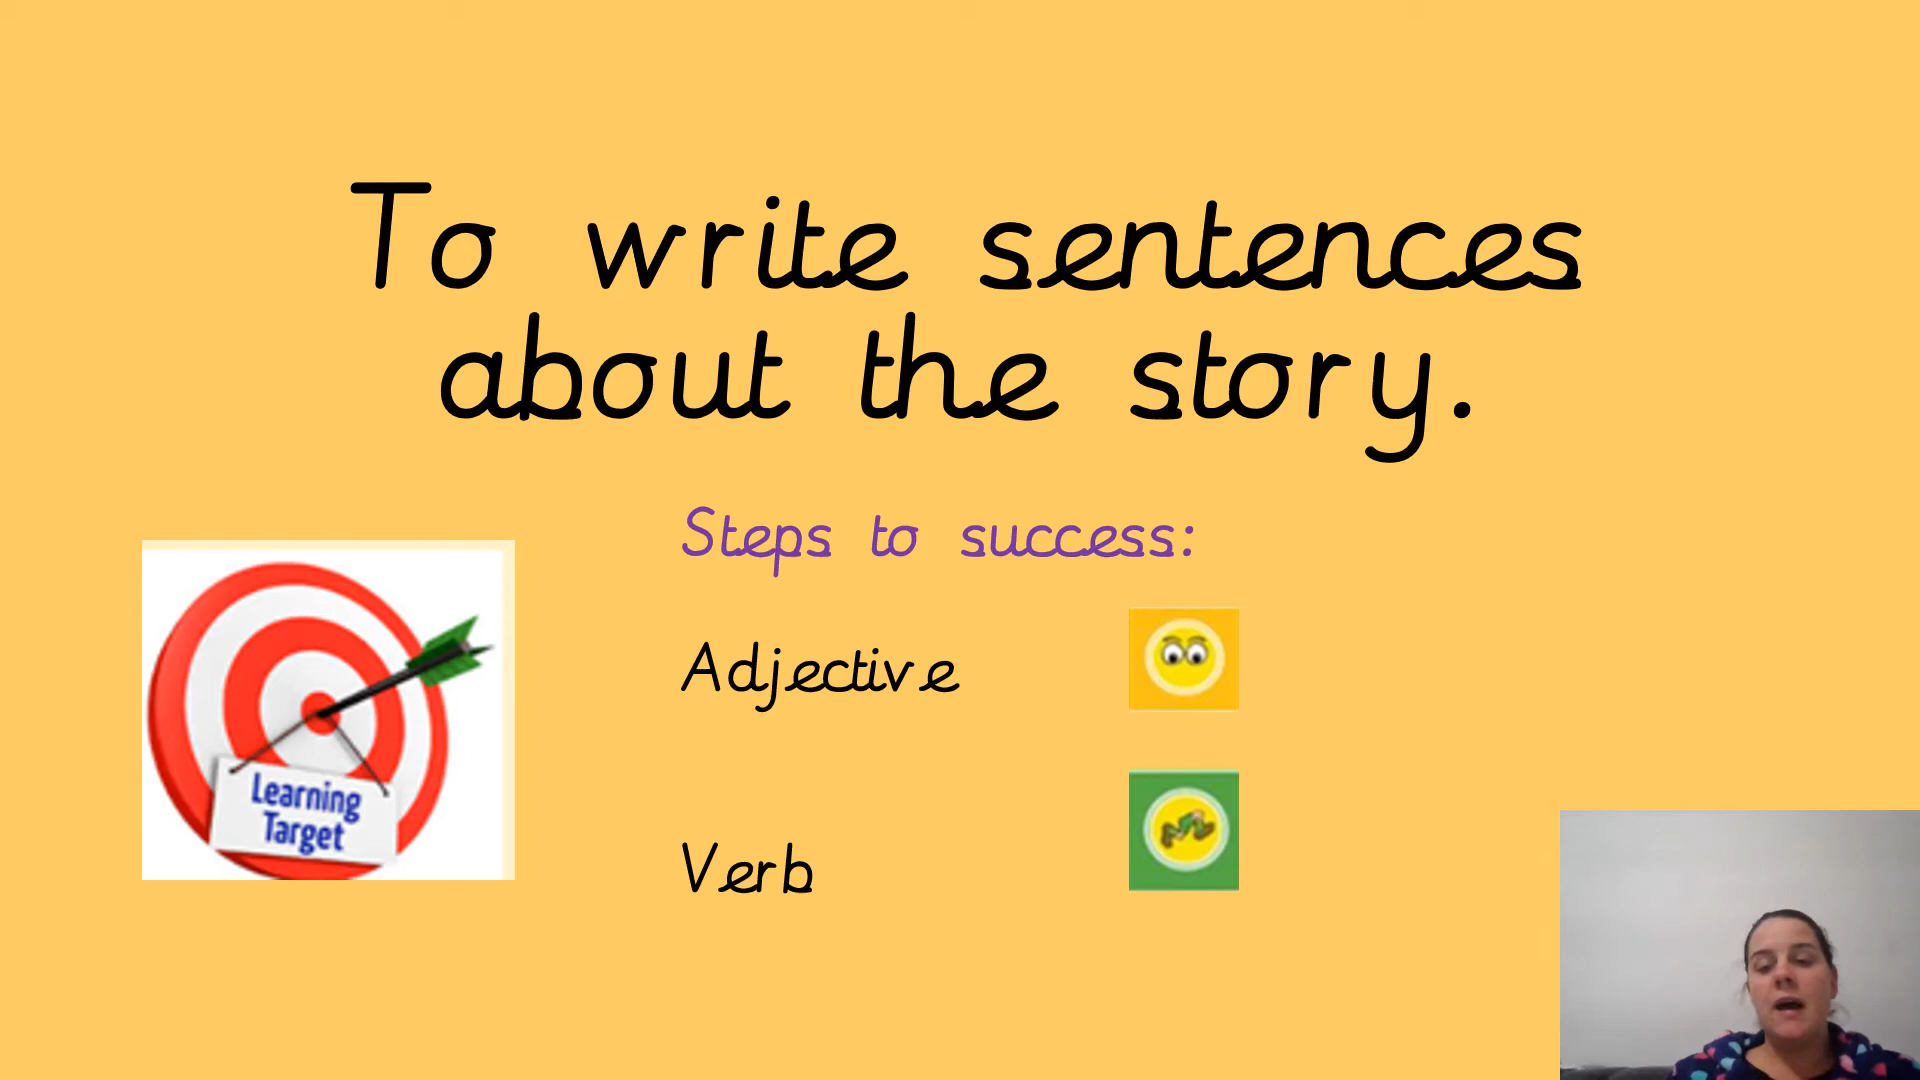 To write sentences
about the story.
Steps to success:
Adjective
Verb
Learning
Target